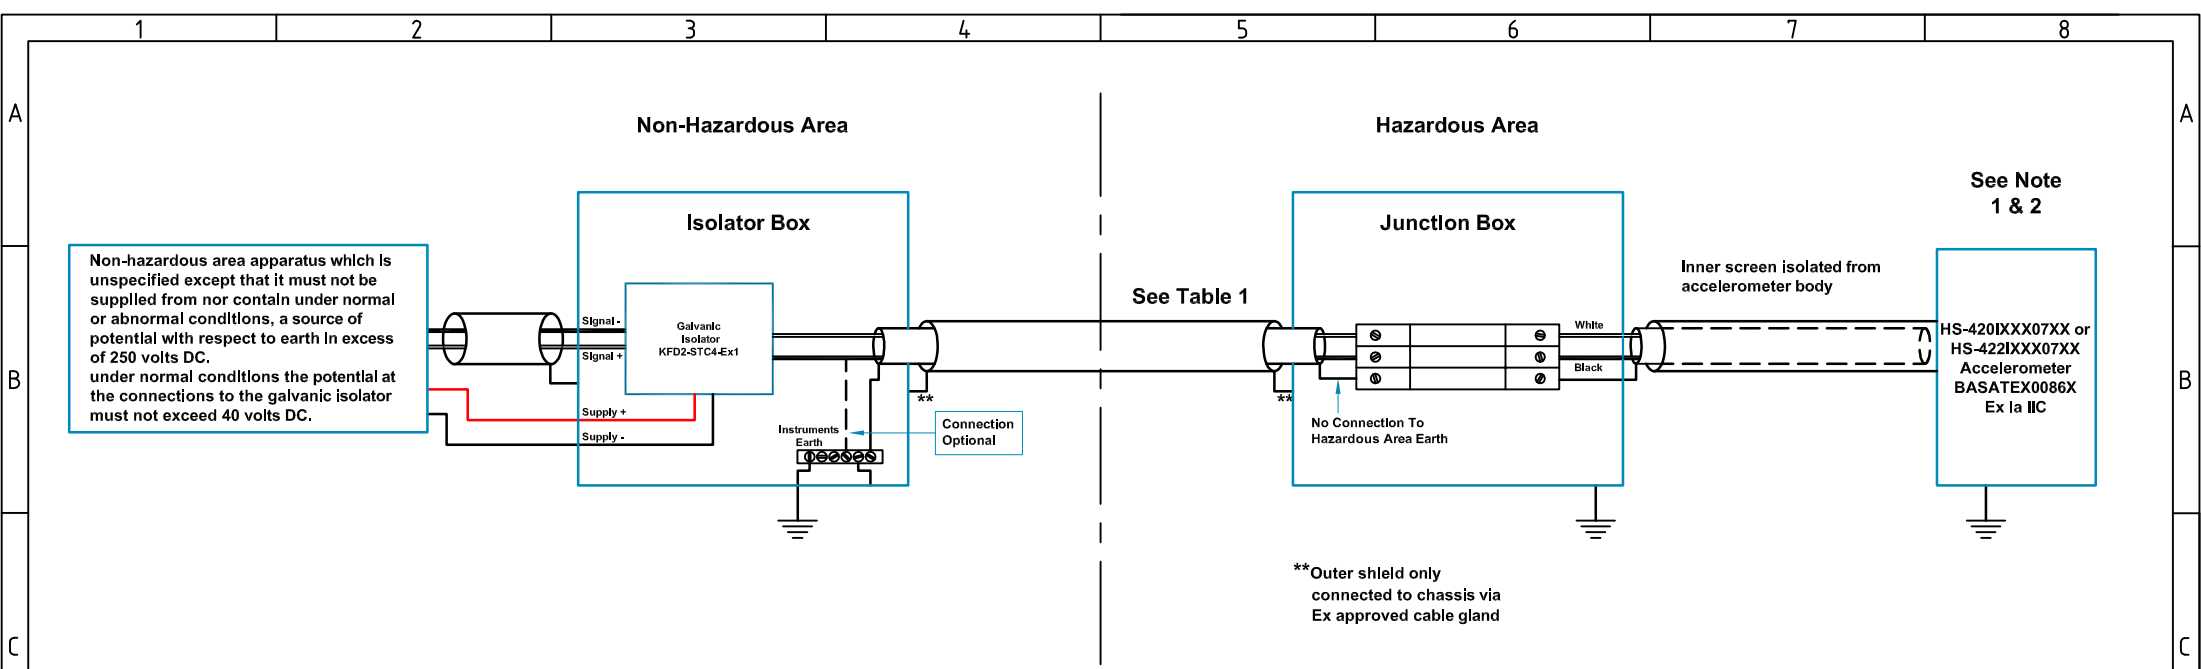 1 2 3 4 5 6 7 8
A
A
Non-Hazardous Area
Hazardous Area
See Note
1 & 2
Isolator Box
Junction Box
Non-hazardous area apparatus which is
unspecified except that it must not be
supplied from nor contain under normal
or abnormal conditions, a source of
potential with respect to earth in excess
of 250 volts DC.
under normal conditions the potential at
the connections to the galvanic isolator
must not exceed 40 volts DC.
Signal -
Signal +
Supply +
Supply -
Galvanic
Isolator
KFD2-STC4-Ex1
Instruments
Earth
**
Connection
Optional
See Table 1
**
No Connection To
Hazardous Area Earth
White
Black
Inner screen isolated from
accelerometer body
HS-420IXXX07XX or
HS-422IXXX07XX
Accelerometer
BASATEX0086X
Ex ia IIC
B
B
**Outer shield only
connected to chassis via
Ex approved cable gland
C
C